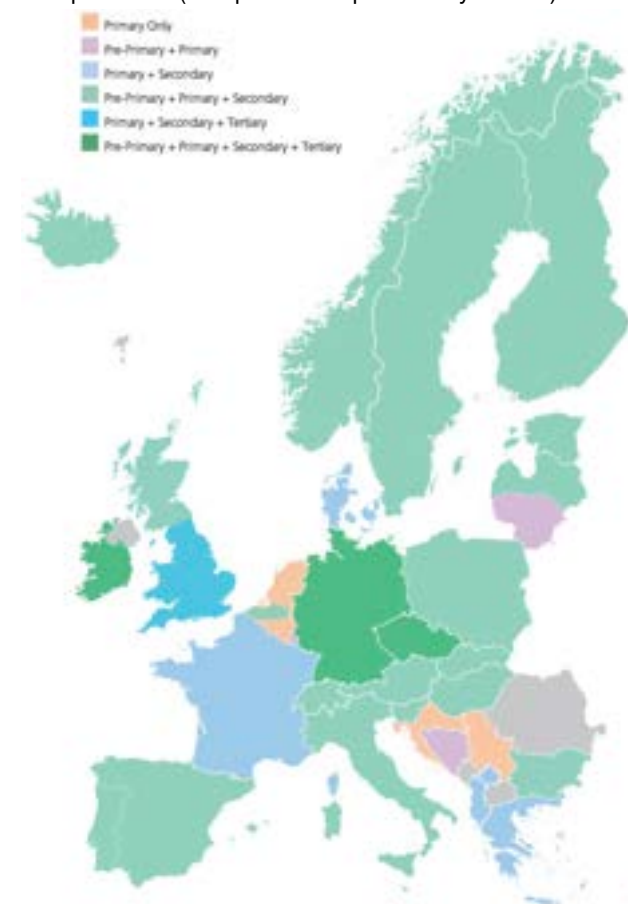 Primary Only
Pre-Primary + Primary
Primary + Secondary
Pre-Primary + Primary + Secondary
Primary + Secondary + Tertiary
Pre-Primary + Primary + Secondary + Tertiary